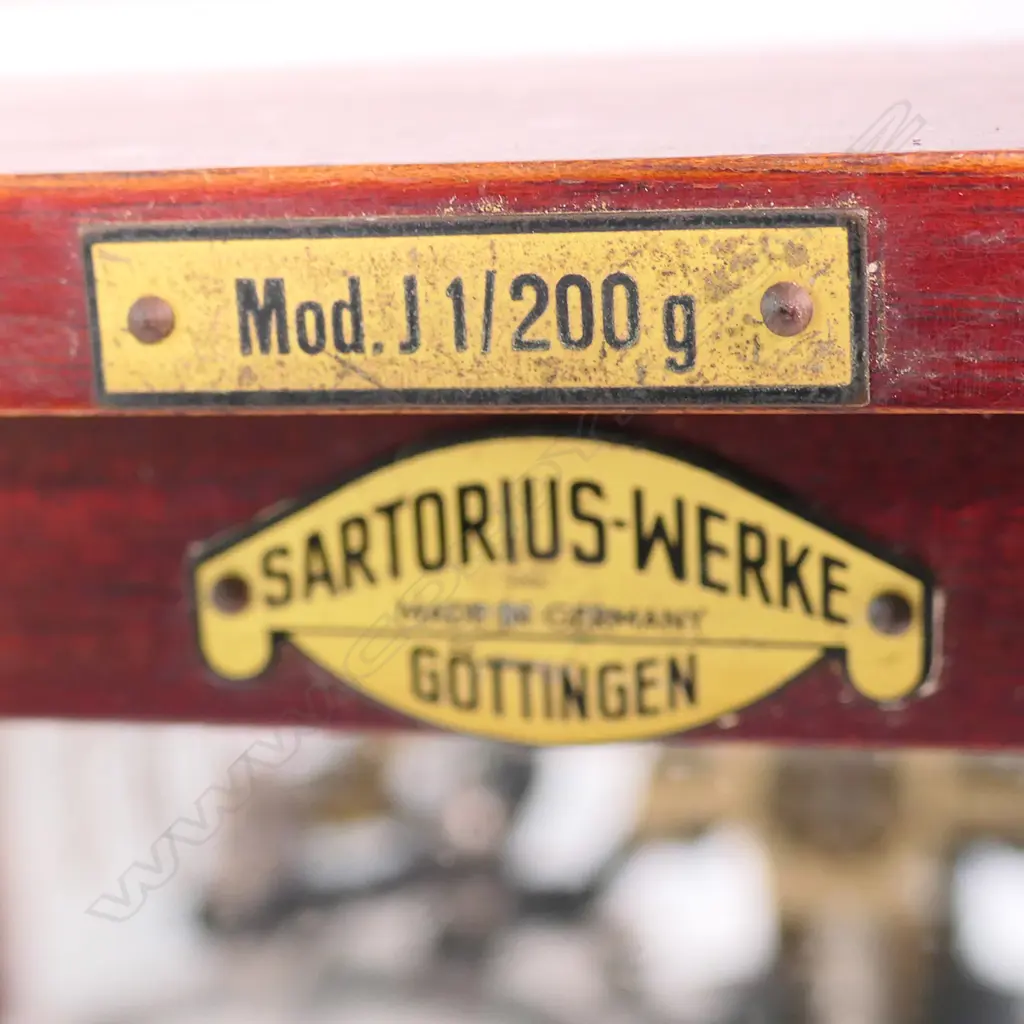 Mod. J 1/200 g
SARTORIUS-WERKE
MADE IN GERMANY
GÖTTINGEN